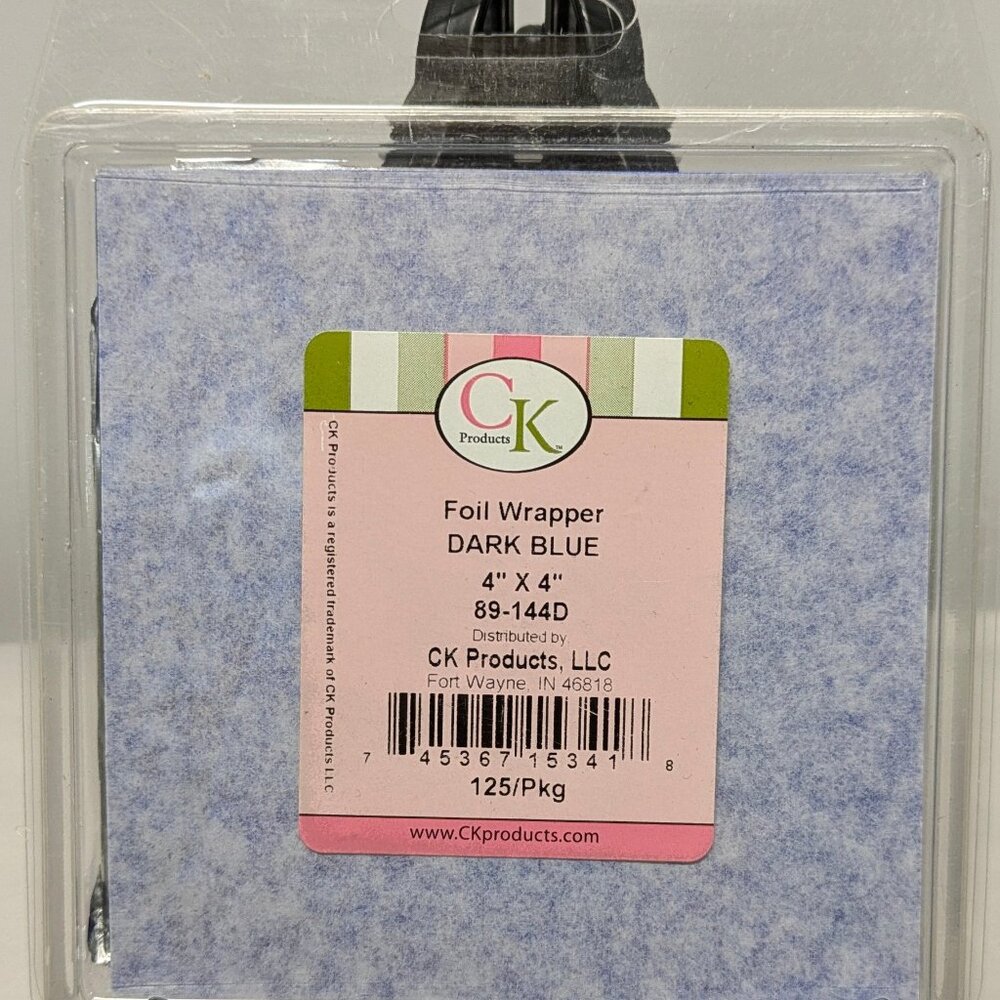 CK
Products
™
Foil Wrapper
DARK BLUE
4" X 4"
89-144D
Distributed by
CK Products, LLC
Fort Wayne, IN 46818
7 45367 15341 8
125/Pkg
www.CKproducts.com
CK Products is a registered trademark of CK Products LLC